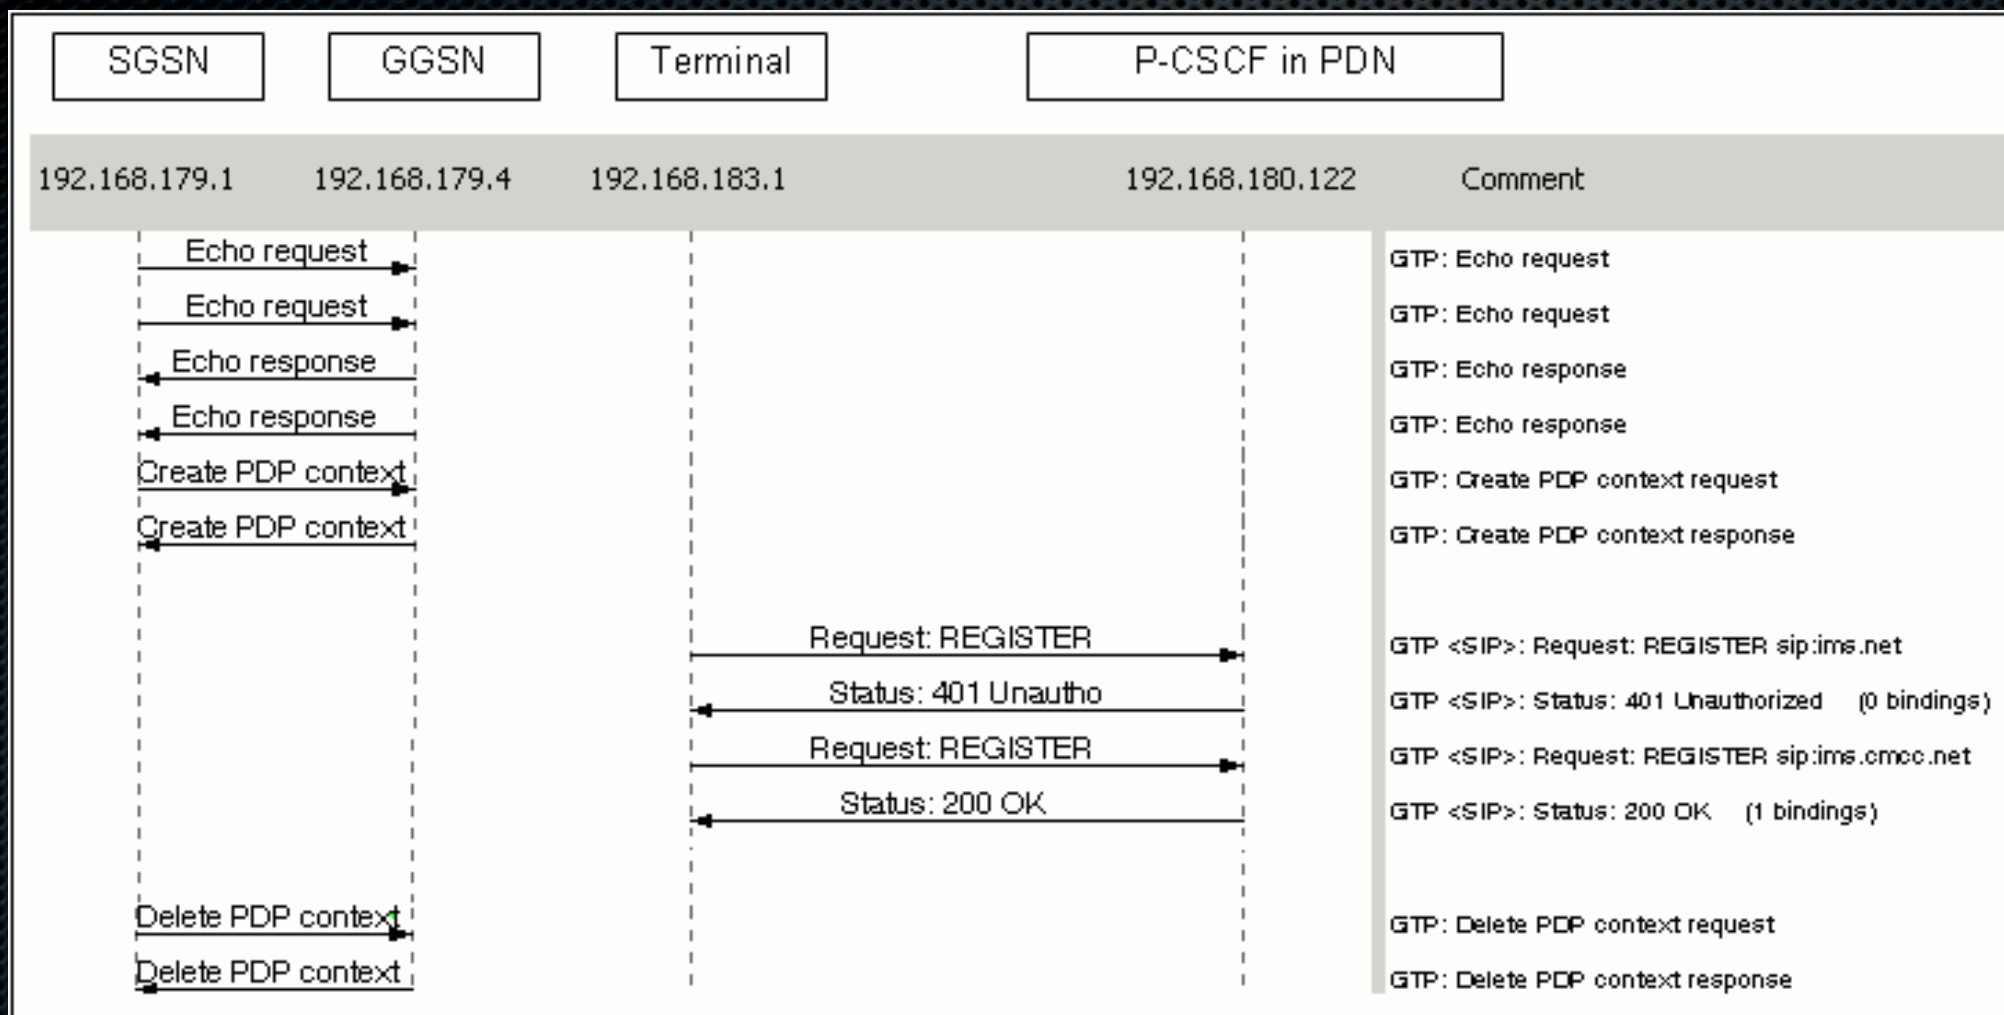 SGSN GGSN Terminal P-CSCF in PDN
192.168.179.1 192.168.179.4 192.168.183.1 192.168.180.122 Comment
Echo request GTP: Echo request
Echo request GTP: Echo request
Echo response GTP: Echo response
Echo response GTP: Echo response
Create PDP context GTP: Create PDP context request
Create PDP context GTP: Create PDP context response
Request: REGISTER GTP <SIP>: Request: REGISTER sip:ims.net
Status: 401 Unautho GTP <SIP>: Status: 401 Unauthorized (0 bindings)
Request: REGISTER GTP <SIP>: Request: REGISTER sip:ims.cmcc.net
Status: 200 OK GTP <SIP>: Status: 200 OK (1 bindings)
Delete PDP context GTP: Delete PDP context request
Delete PDP context GTP: Delete PDP context response